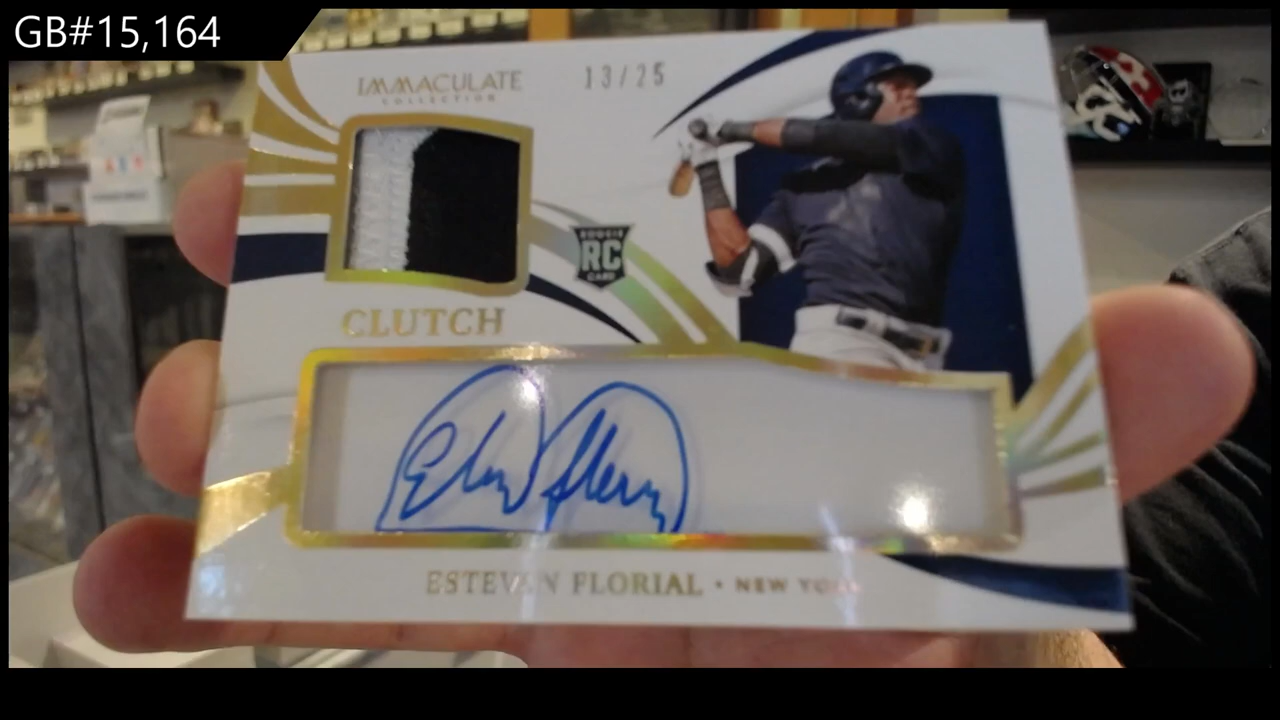 GB#15,164
IMMACULATE
COLLECTION
13/25
ROOKIE
RC
CARD
CLUTCH
ESTEVAN FLORIAL · NEW YORK